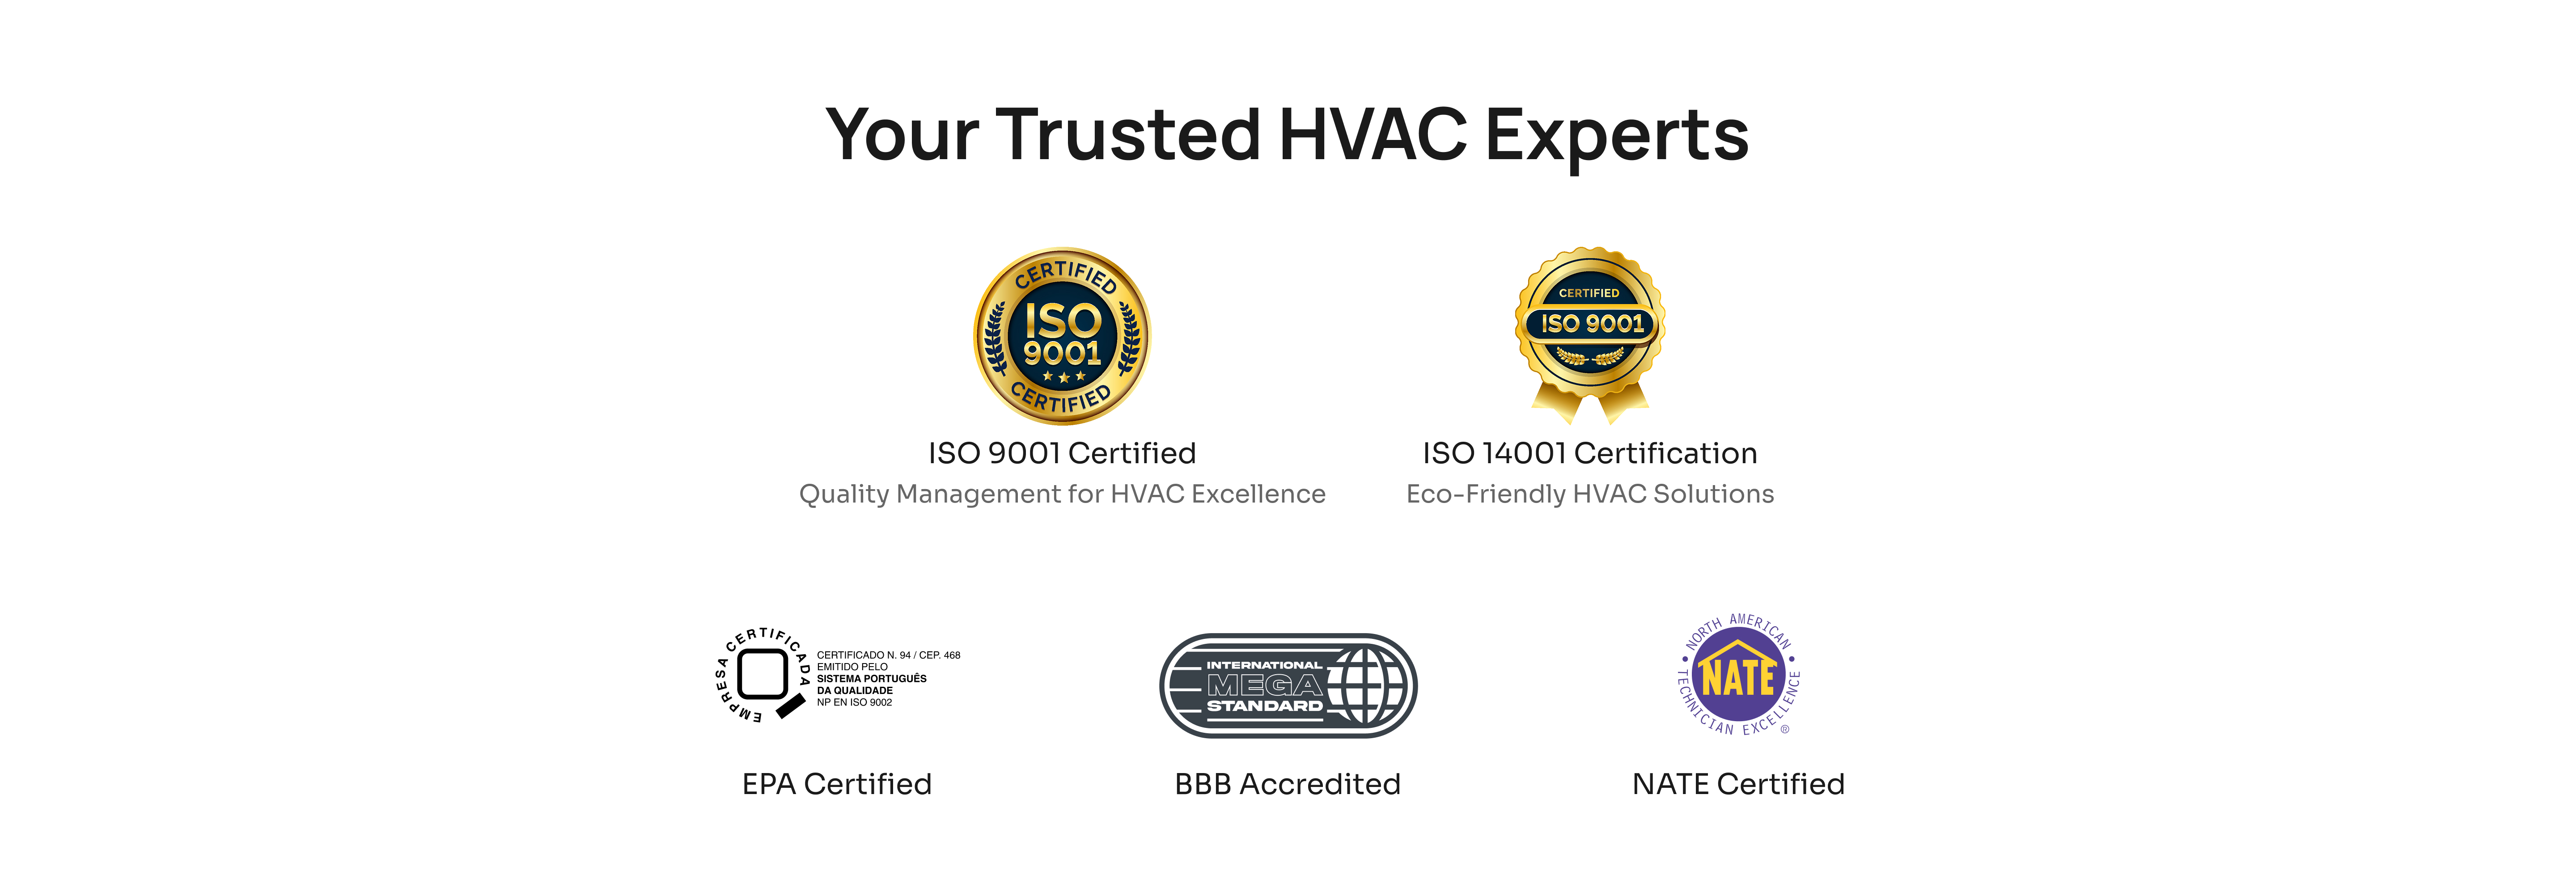 Your Trusted HVAC Experts
CERTIFIED
ISO
9001
CERTIFIED
ISO 9001 Certified
Quality Management for HVAC Excellence
CERTIFIED
ISO 9001
ISO 14001 Certification
Eco-Friendly HVAC Solutions
EMPRESA CERTIFICADA
CERTIFICADO N. 94 / CEP. 468
EMITIDO PELO
SISTEMA PORTUGUÊS
DA QUALIDADE
NP EN ISO 9002
EPA Certified
INTERNATIONAL
MEGA
STANDARD
BBB Accredited
NORTH AMERICAN
NATE
TECHNICIAN EXCELLENCE
®
NATE Certified